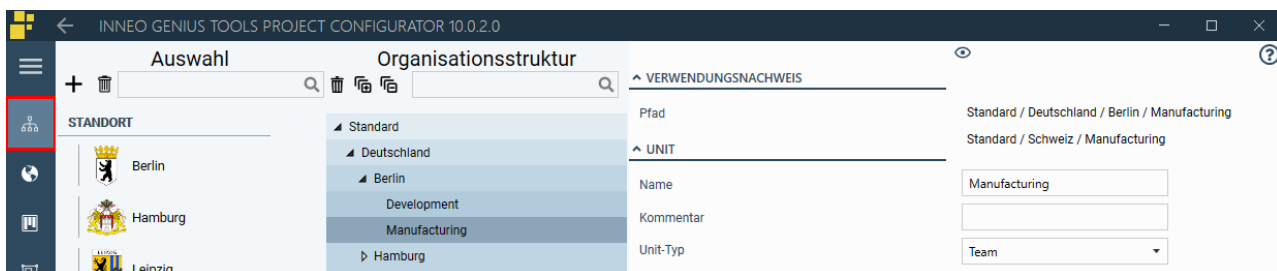 INNEO GENIUS TOOLS PROJECT CONFIGURATOR 10.0.2.0
Auswahl
STANDORT
Berlin
Hamburg
Leipzig
Organisationsstruktur
Standard
Deutschland
Berlin
Development
Manufacturing
Hamburg
VERWENDUNGSNACHWEIS
Pfad
Standard / Deutschland / Berlin / Manufacturing
Standard / Schweiz / Manufacturing
UNIT
Name Manufacturing
Kommentar
Unit-Typ Team